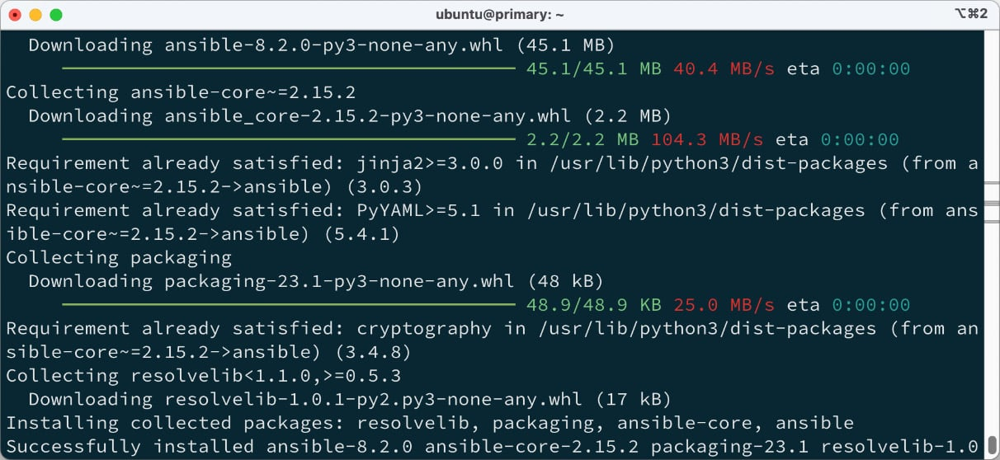 ubuntu@primary: ~
⌥⌘2
Downloading ansible-8.2.0-py3-none-any.whl (45.1 MB)
45.1/45.1 MB 40.4 MB/s eta 0:00:00
Collecting ansible-core~=2.15.2
Downloading ansible_core-2.15.2-py3-none-any.whl (2.2 MB)
2.2/2.2 MB 104.3 MB/s eta 0:00:00
Requirement already satisfied: jinja2>=3.0.0 in /usr/lib/python3/dist-packages (from a
nsible-core~=2.15.2->ansible) (3.0.3)
Requirement already satisfied: PyYAML>=5.1 in /usr/lib/python3/dist-packages (from ans
ible-core~=2.15.2->ansible) (5.4.1)
Collecting packaging
Downloading packaging-23.1-py3-none-any.whl (48 kB)
48.9/48.9 KB 25.0 MB/s eta 0:00:00
Requirement already satisfied: cryptography in /usr/lib/python3/dist-packages (from an
sible-core~=2.15.2->ansible) (3.4.8)
Collecting resolvelib<1.1.0,>=0.5.3
Downloading resolvelib-1.0.1-py2.py3-none-any.whl (17 kB)
Installing collected packages: resolvelib, packaging, ansible-core, ansible
Successfully installed ansible-8.2.0 ansible-core-2.15.2 packaging-23.1 resolvelib-1.0